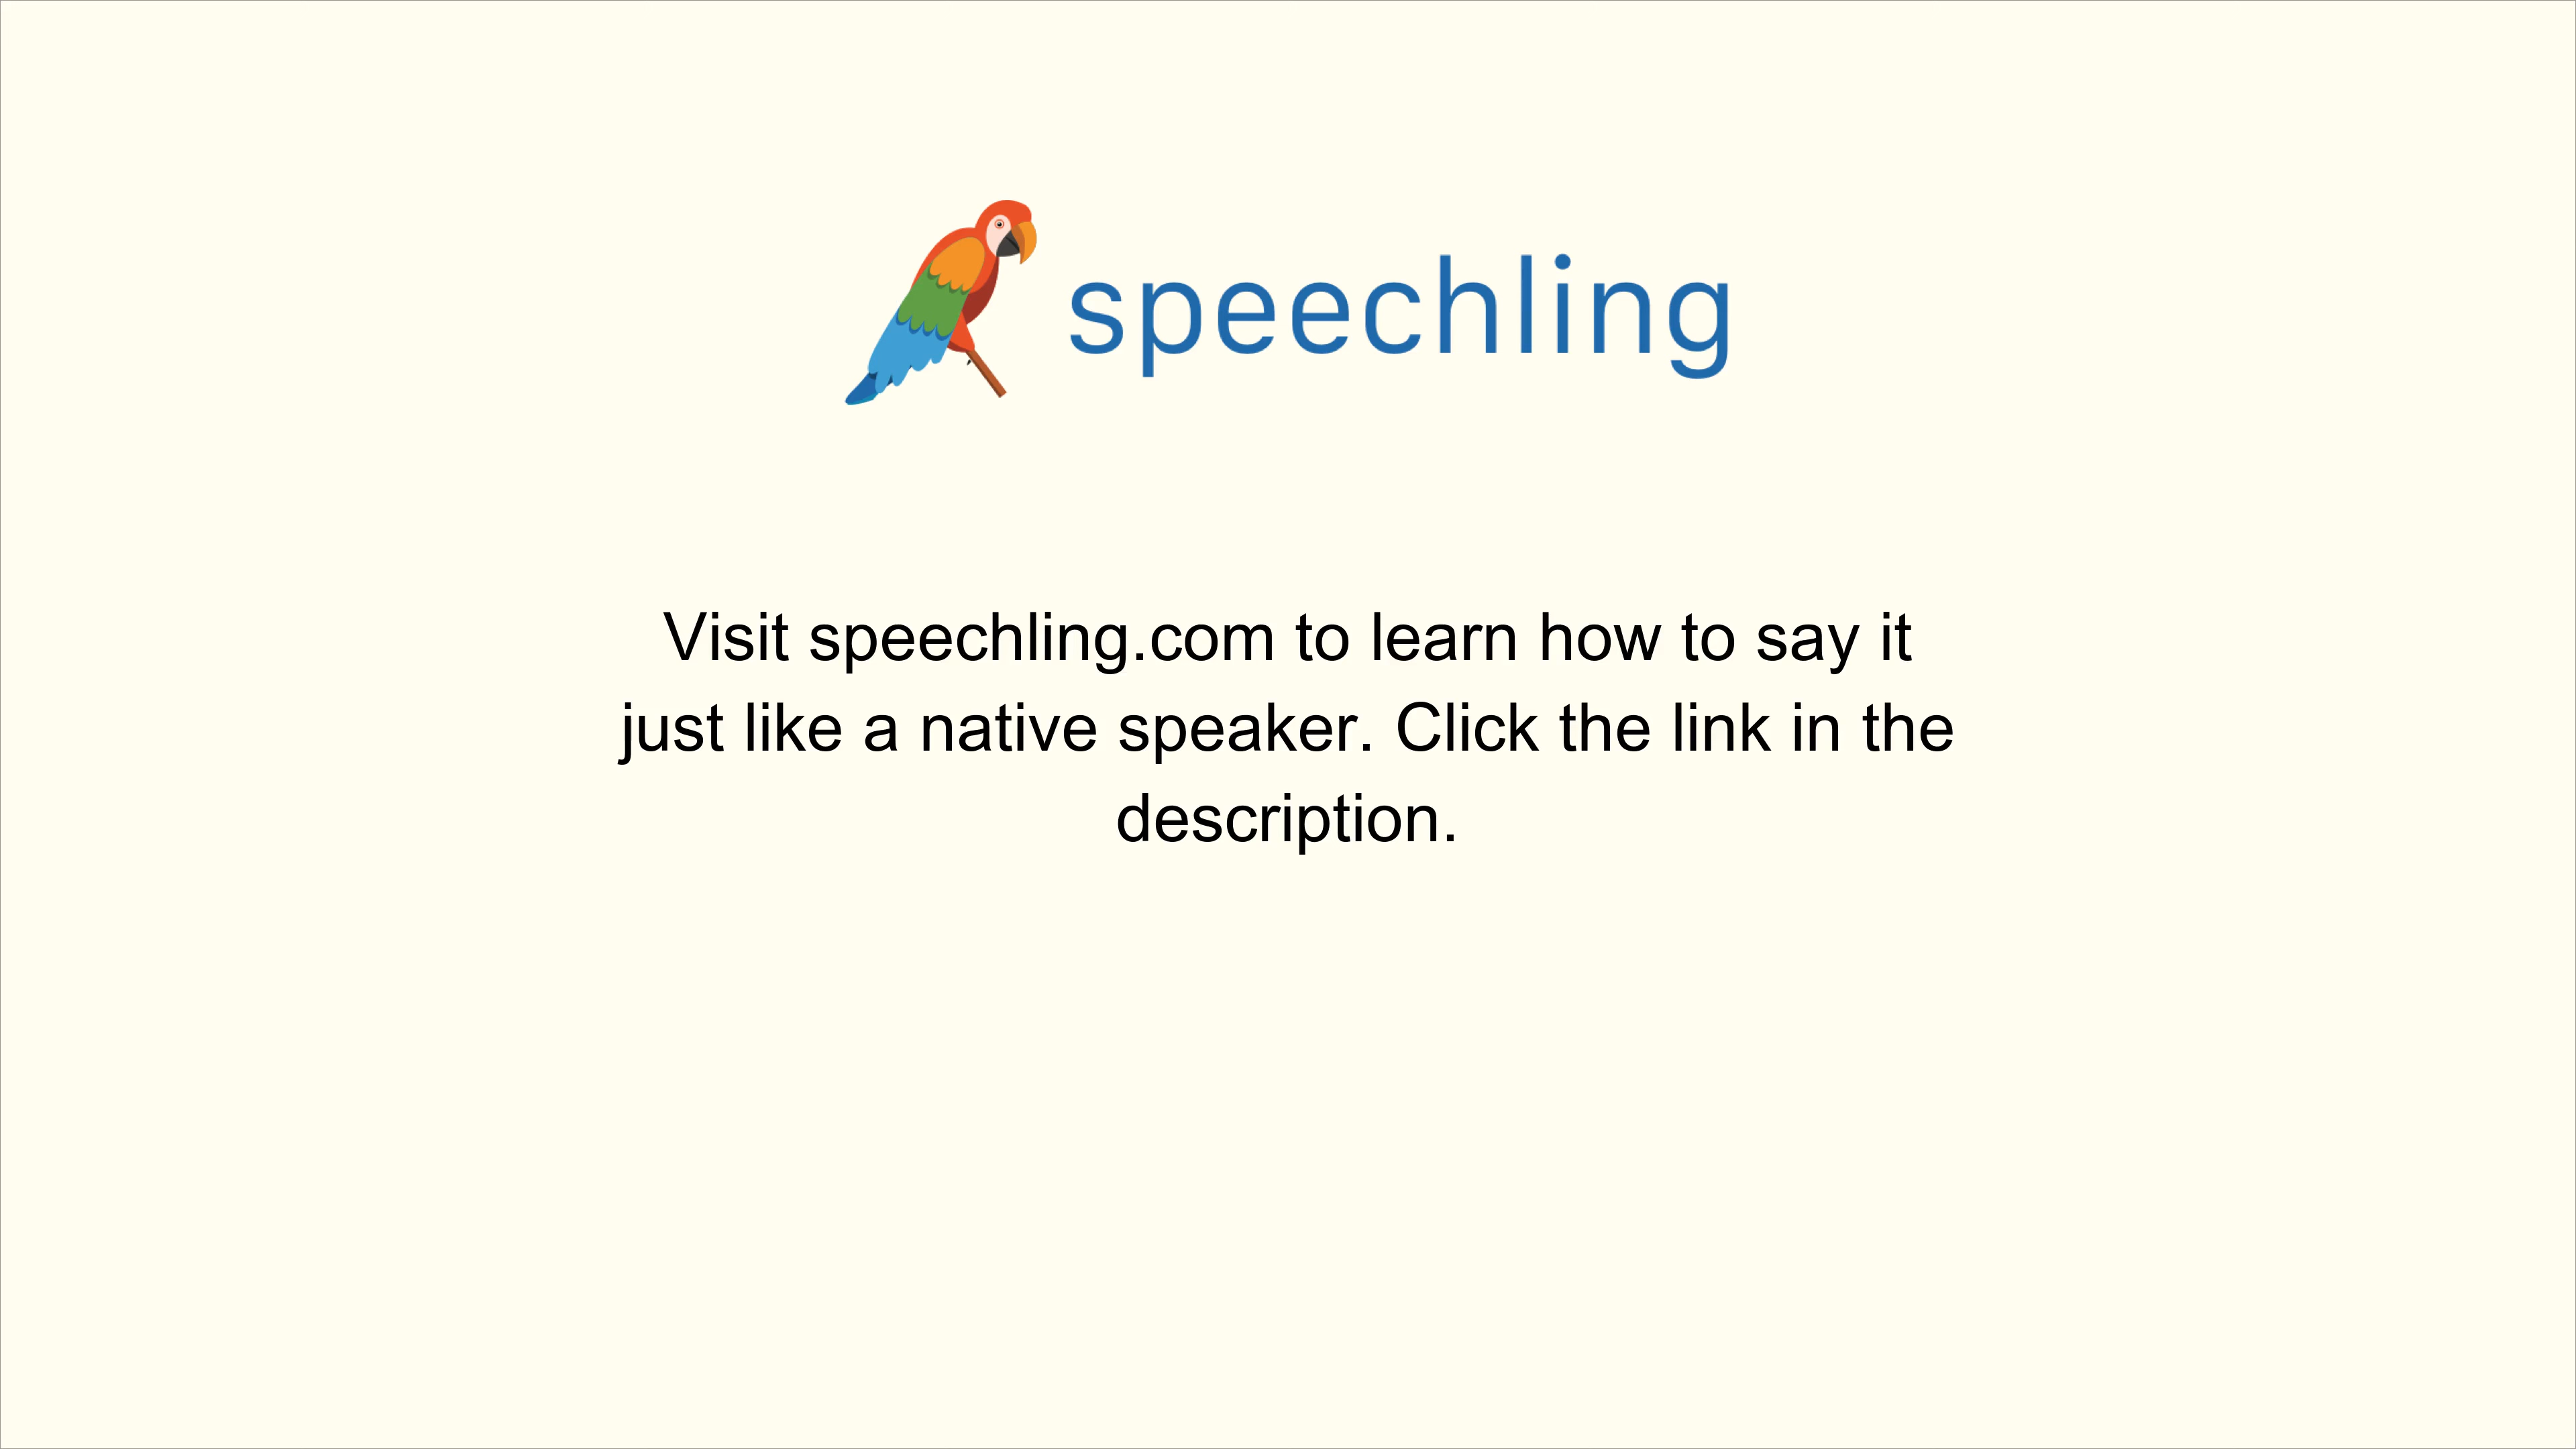 speechling
Visit speechling.com to learn how to say it
just like a native speaker. Click the link in the
description.